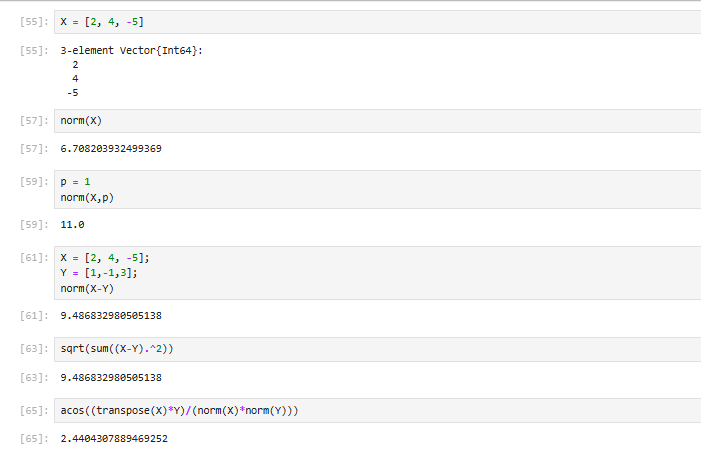 [55]: X = [2, 4, -5]
[55]: 3-element Vector{Int64}:
2
4
-5
[57]: norm(X)
[57]: 6.708203932499369
[59]: p = 1
norm(X,p)
[59]: 11.0
[61]: X = [2, 4, -5];
Y = [1,-1,3];
norm(X-Y)
[61]: 9.486832980505138
[63]: sqrt(sum((X-Y).^2))
[63]: 9.486832980505138
[65]: acos((transpose(X)*Y)/(norm(X)*norm(Y)))
[65]: 2.4404307889469252